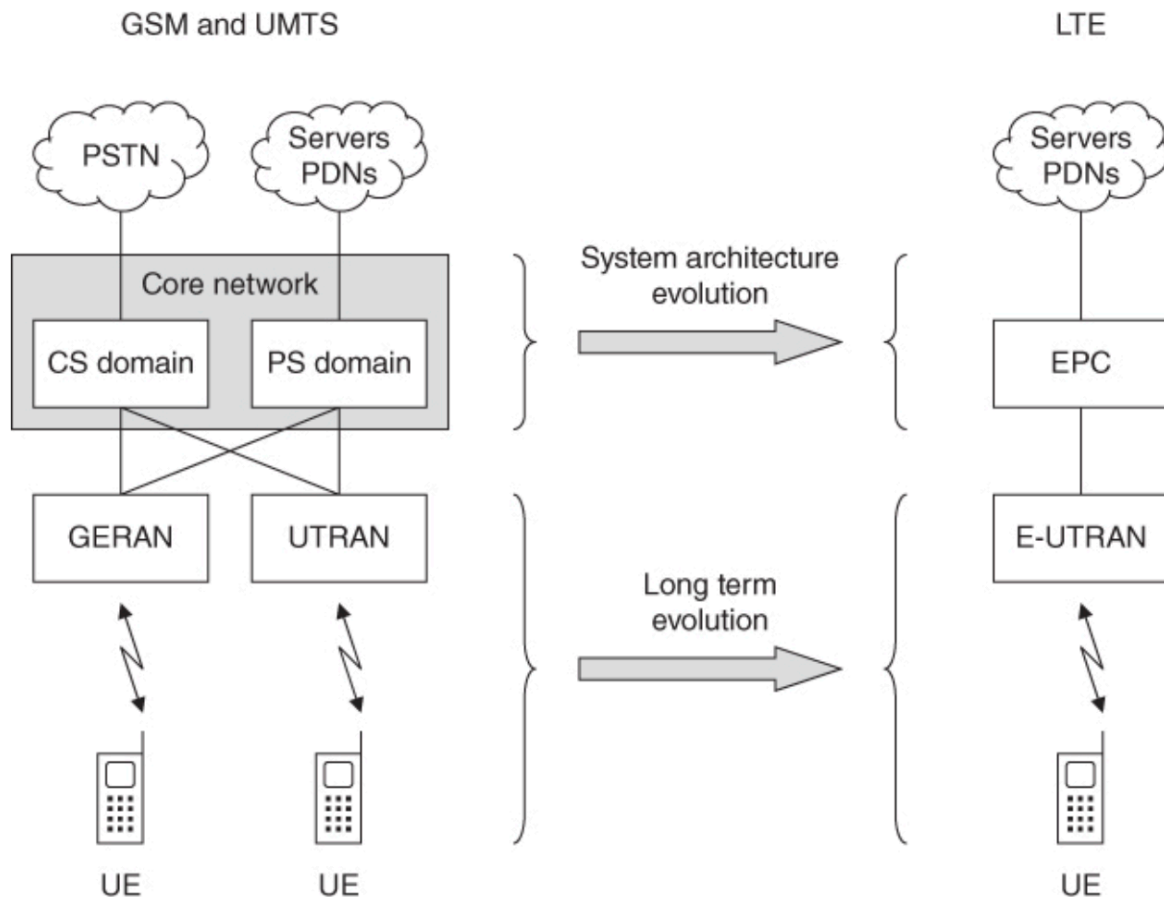 GSM and UMTS
LTE
PSTN
Servers
PDNs
Servers
PDNs
Core network
System architecture
evolution
CS domain
PS domain
EPC
GERAN
UTRAN
E-UTRAN
Long term
evolution
UE
UE
UE